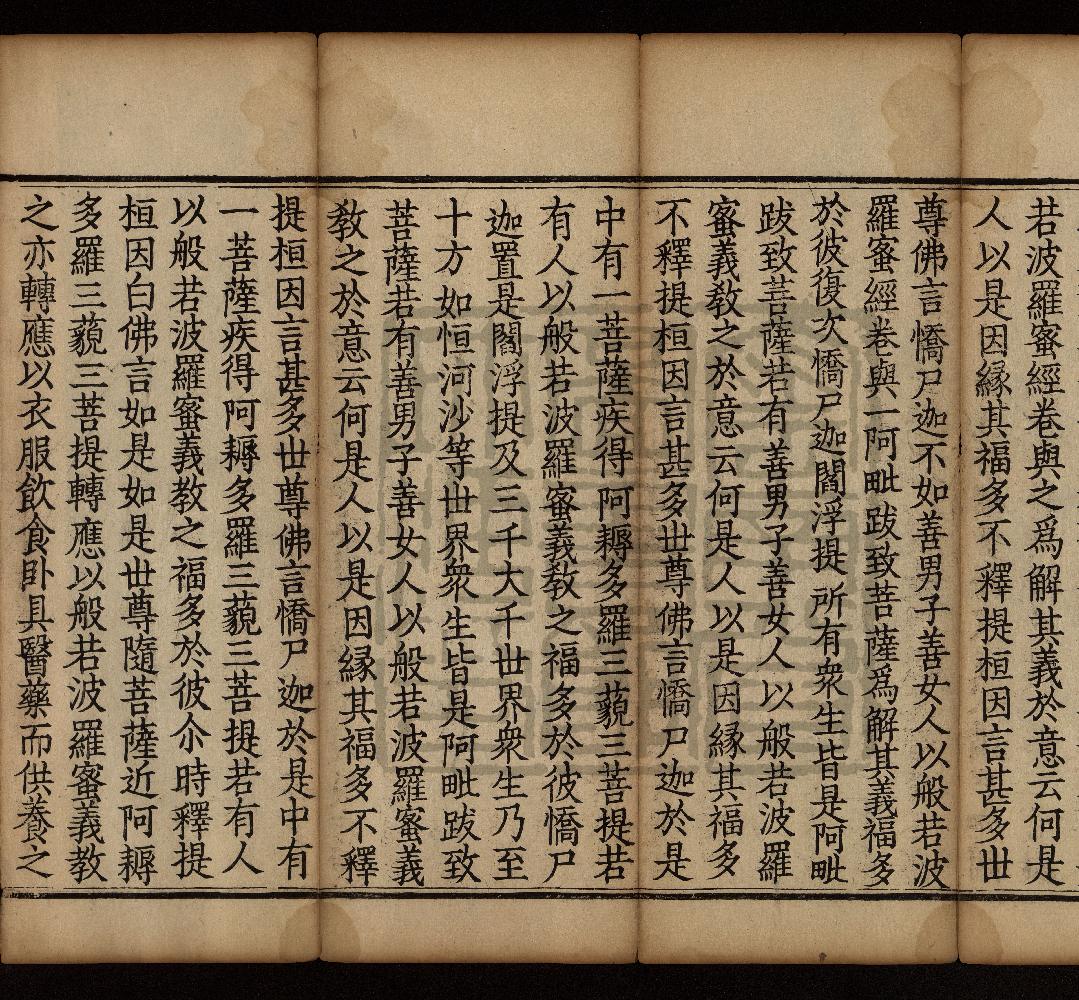 若波羅蜜經卷與之爲解其義於意云何是
人以是因緣其福多不釋提桓因言甚多世
尊佛言憍尸迦不如善男子善女人以般若波
羅蜜經卷與一阿毗跋致菩薩爲解其義福多
於彼復次憍尸迦閻浮提所有衆生皆是阿毗
跋致菩薩若有善男子善女人以般若波羅
蜜義教之於意云何是人以是因緣其福多
不釋提桓因言甚多世尊佛言憍尸迦於是
中有一菩薩疾得阿耨多羅三藐三菩提若
有人以般若波羅蜜義教之福多於彼憍尸
迦置是閻浮提及三千大千世界衆生乃至
十方如恒河沙等世界衆生皆是阿毗跋致
菩薩若有善男子善女人以般若波羅蜜義
教之於意云何是人以是因緣其福多不釋
提桓因言甚多世尊佛言憍尸迦於是中有
一菩薩疾得阿耨多羅三藐三菩提若有人
以般若波羅蜜義教之福多於彼尒時釋提
桓因白佛言如是如是世尊隨菩薩近阿耨
多羅三藐三菩提轉應以般若波羅蜜義教
之亦轉應以衣服飲食卧具醫藥而供養之